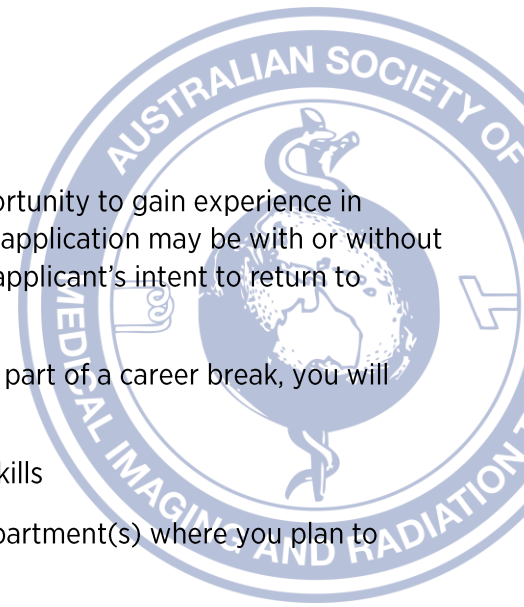 AUSTRALIAN SOCIETY OF
ortunity to gain experience in
application may be with or without
applicant’s intent to return to
part of a career break, you will
kills
partment(s) where you plan to
MEDICAL IMAGING AND RADIATION T